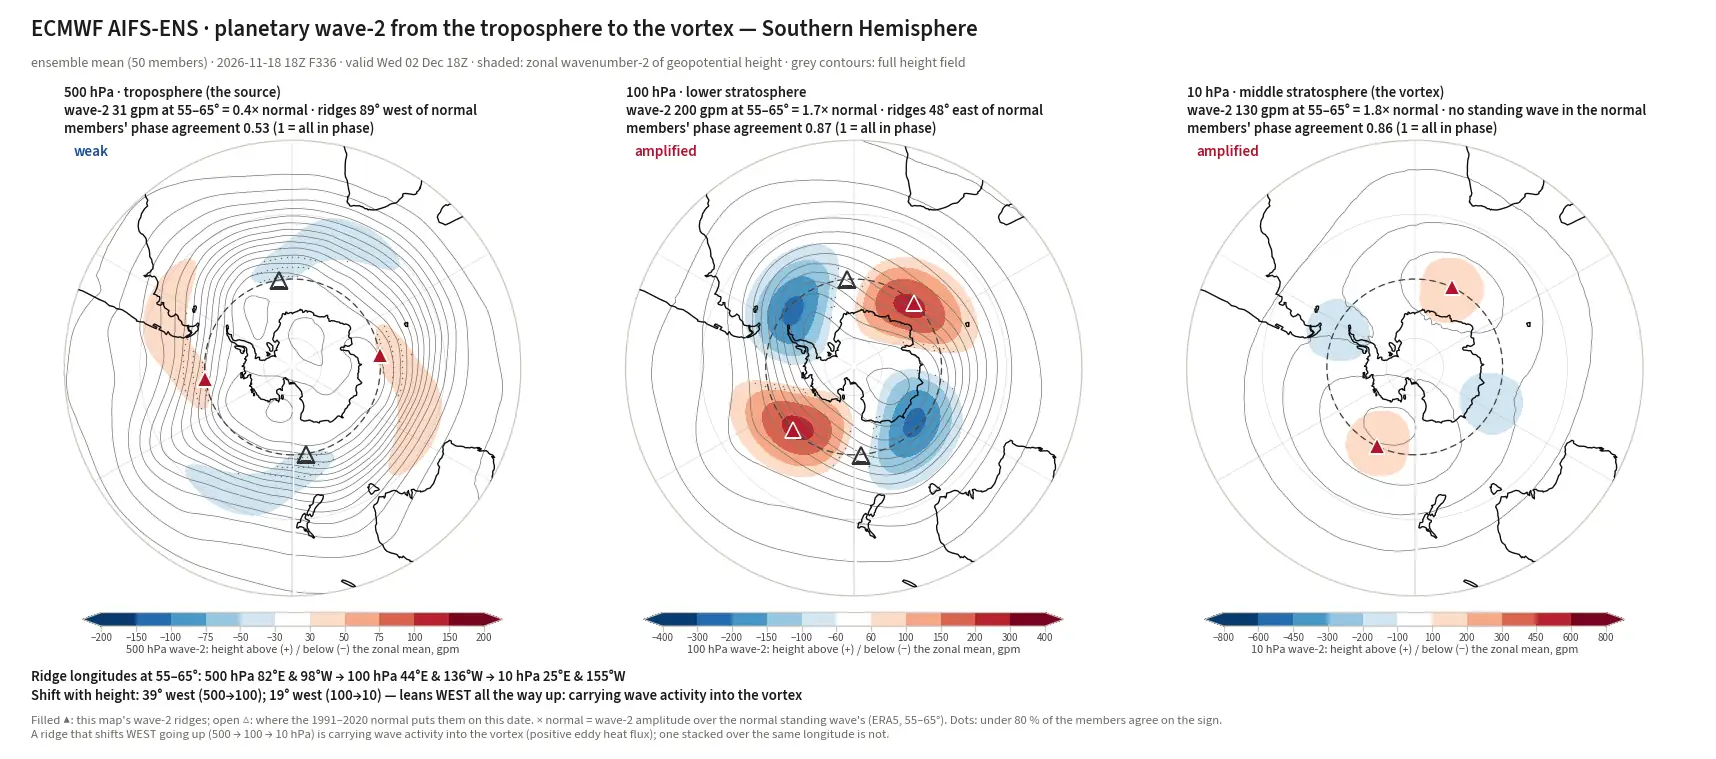 ECMWF AIFS-ENS · planetary wave-2 from the troposphere to the vortex — Southern Hemisphere
ensemble mean (50 members) · 2026-11-18 18Z F336 · valid Wed 02 Dec 18Z · shaded: zonal wavenumber-2 of geopotential height · grey contours: full height field
500 hPa · troposphere (the source)
wave-2 31 gpm at 55–65° = 0.4× normal · ridges 89° west of normal
members' phase agreement 0.53 (1 = all in phase)
weak
100 hPa · lower stratosphere
wave-2 200 gpm at 55–65° = 1.7× normal · ridges 48° east of normal
members' phase agreement 0.87 (1 = all in phase)
amplified
10 hPa · middle stratosphere (the vortex)
wave-2 130 gpm at 55–65° = 1.8× normal · no standing wave in the normal
members' phase agreement 0.86 (1 = all in phase)
amplified
−200 −150 −100 −75 −50 −30 30 50 75 100 150 200
500 hPa wave-2: height above (+) / below (−) the zonal mean, gpm
−400 −300 −200 −150 −100 −60 60 100 150 200 300 400
100 hPa wave-2: height above (+) / below (−) the zonal mean, gpm
−800 −600 −450 −300 −200 −100 100 200 300 450 600 800
10 hPa wave-2: height above (+) / below (−) the zonal mean, gpm
Ridge longitudes at 55–65°: 500 hPa 82°E & 98°W → 100 hPa 44°E & 136°W → 10 hPa 25°E & 155°W
Shift with height: 39° west (500→100); 19° west (100→10) — leans WEST all the way up: carrying wave activity into the vortex
Filled ▲: this map's wave-2 ridges; open △: where the 1991–2020 normal puts them on this date. × normal = wave-2 amplitude over the normal standing wave's (ERA5, 55–65°). Dots: under 80 % of the members agree on the sign.
A ridge that shifts WEST going up (500 → 100 → 10 hPa) is carrying wave activity into the vortex (positive eddy heat flux); one stacked over the same longitude is not.